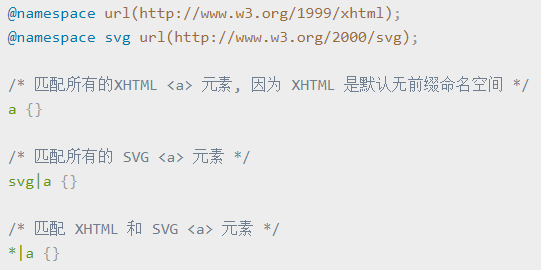 @namespace url(http://www.w3.org/1999/xhtml);
@namespace svg url(http://www.w3.org/2000/svg);
/* 匹配所有的XHTML <a> 元素, 因为 XHTML 是默认无前缀命名空间 */
a {}
/* 匹配所有的 SVG <a> 元素 */
svg|a {}
/* 匹配 XHTML 和 SVG <a> 元素 */
*|a {}